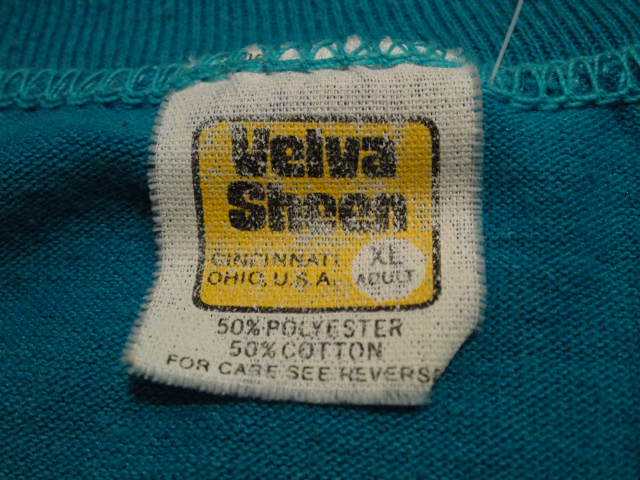 Velva
Sheen
CINCINNATI
OHIO, U.S.A.
XL
ADULT
50% POLYESTER
50% COTTON
FOR CARE SEE REVERSE